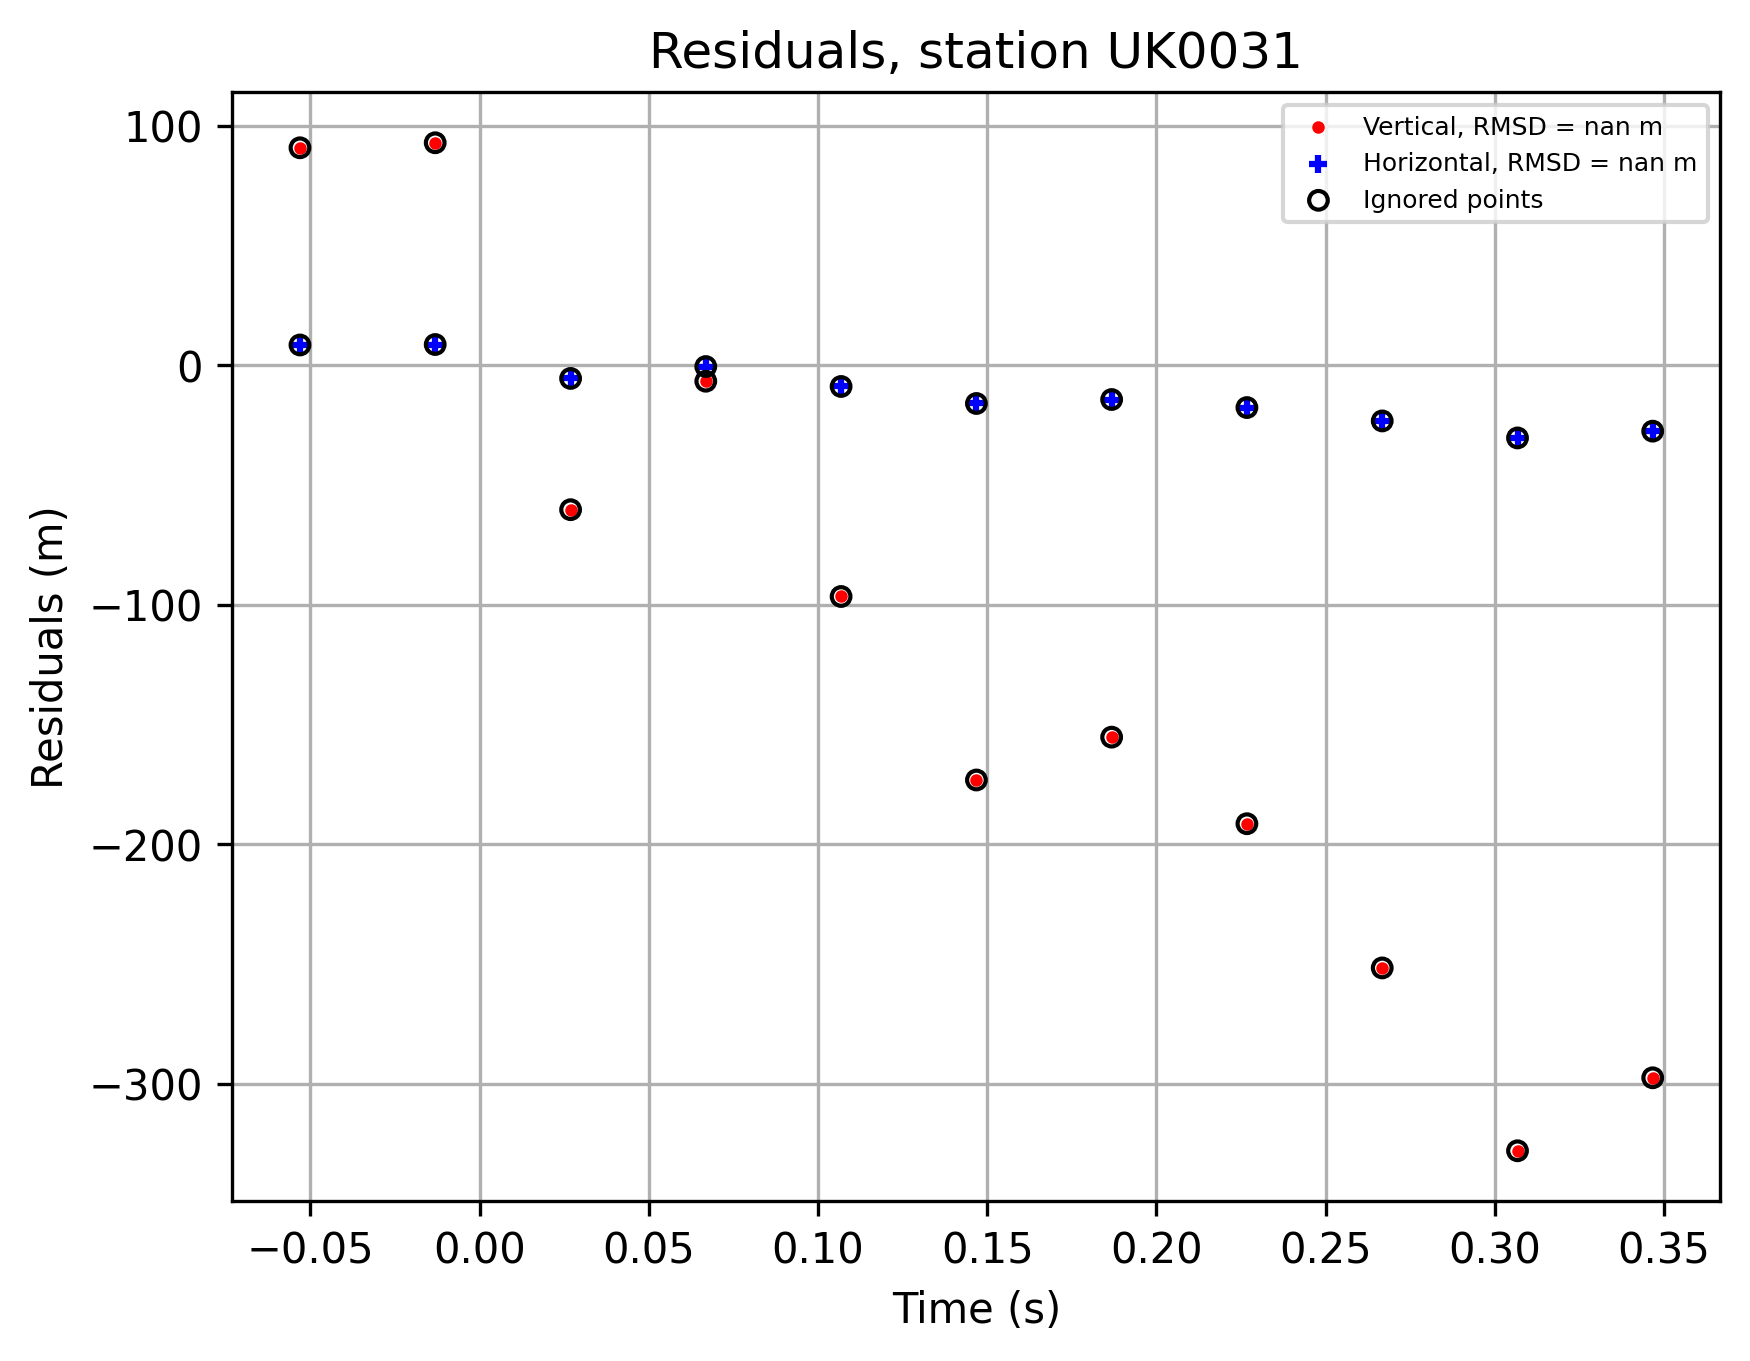 Residuals, station UK0031
Vertical, RMSD = nan m
Horizontal, RMSD = nan m
Ignored points
Residuals (m)
100
0
−100
−200
−300
−0.05 0.00 0.05 0.10 0.15 0.20 0.25 0.30 0.35
Time (s)